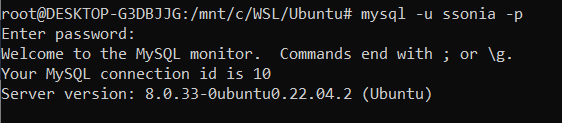 root@DESKTOP-G3DBJJG:/mnt/c/WSL/Ubuntu# mysql -u ssonia -p
Enter password:
Welcome to the MySQL monitor.  Commands end with ; or \g.
Your MySQL connection id is 10
Server version: 8.0.33-0ubuntu0.22.04.2 (Ubuntu)